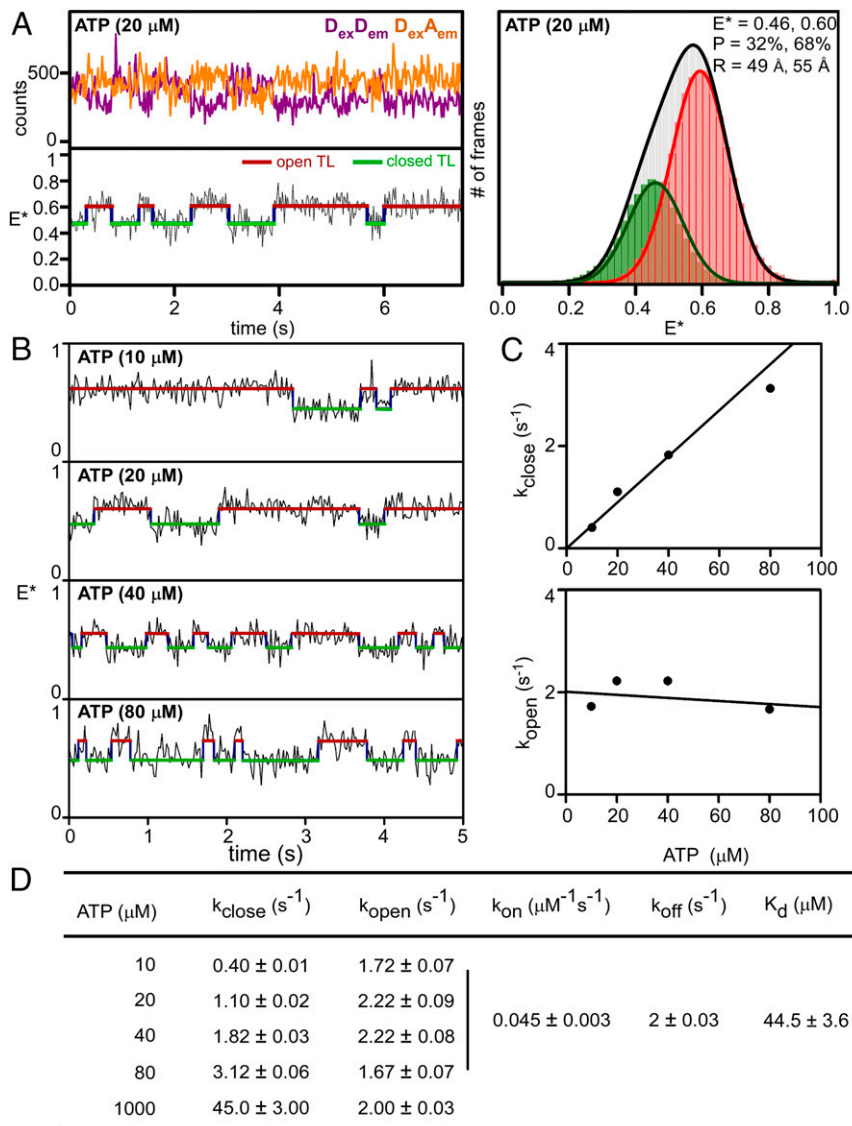 A
ATP (20 µM)
DexDem DexAem
500
0
counts
open TL closed TL
1
0.8
0.6
0.4
0.2
0.0
E*
0 2 4 6
time (s)
ATP (20 µM)
E* = 0.46, 0.60
P = 32%, 68%
R = 49 Å, 55 Å
# of frames
0.0 0.2 0.4 0.6 0.8 1.0
E*
B
1
ATP (10 µM)
0
1
ATP (20 µM)
0
E*
1
ATP (40 µM)
0
1
ATP (80 µM)
0
0 1 2 3 4 5
time (s)
C
4
2
0
kclose (s-1)
0 20 40 60 80 100
4
2
0
kopen (s-1)
0 20 40 60 80 100
ATP (µM)
D
ATP (µM) kclose (s-1) kopen (s-1) kon (µM-1s-1) koff (s-1) Kd (µM)
10 0.40 ± 0.01 1.72 ± 0.07
20 1.10 ± 0.02 2.22 ± 0.09
0.045 ± 0.003 2 ± 0.03 44.5 ± 3.6
40 1.82 ± 0.03 2.22 ± 0.08
80 3.12 ± 0.06 1.67 ± 0.07
1000 45.0 ± 3.00 2.00 ± 0.03